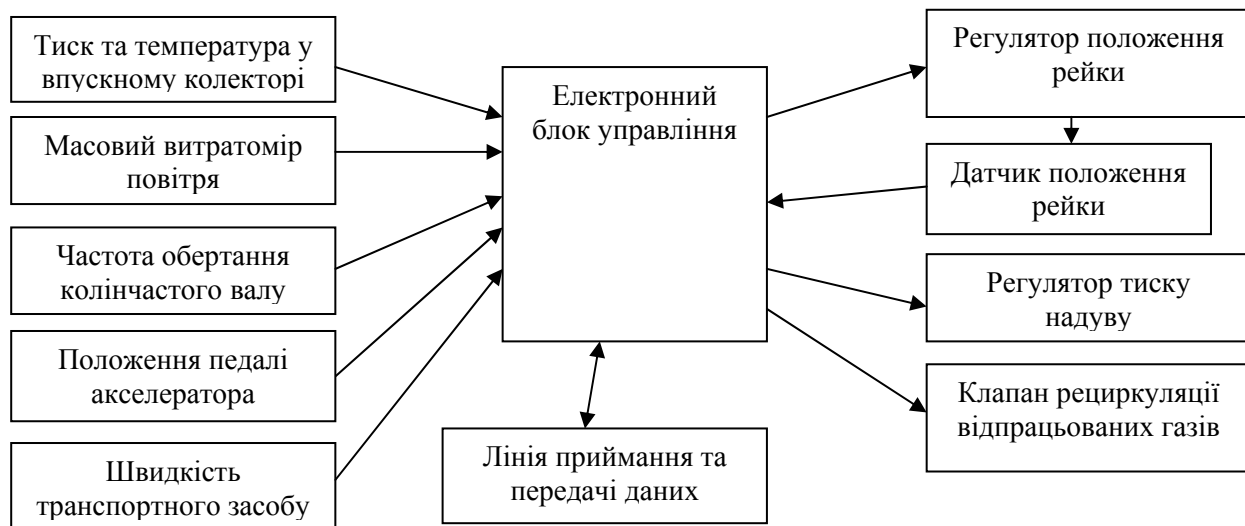 Тиск та температура у
впускному колекторі
Масовий витратомір
повітря
Частота обертання
колінчастого валу
Положення педалі
акселератора
Швидкість
транспортного засобу
Електронний
блок управління
Лінія приймання та
передачі даних
Регулятор положення
рейки
Датчик положення
рейки
Регулятор тиску
надуву
Клапан рециркуляції
відпрацьованих газів